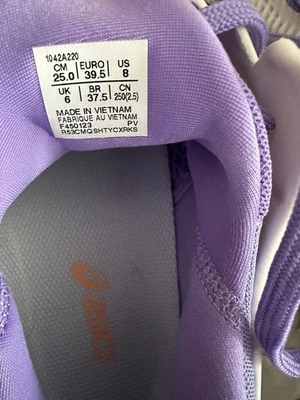 1042A220
CM EURO US
25.0 39.5 8
UK BR CN
6 37.5 250(2.5)
MADE IN VIETNAM
FABRIQUÉ AU VIETNAM
F450123 PV
R53CMQSHTYCXRKS
asics